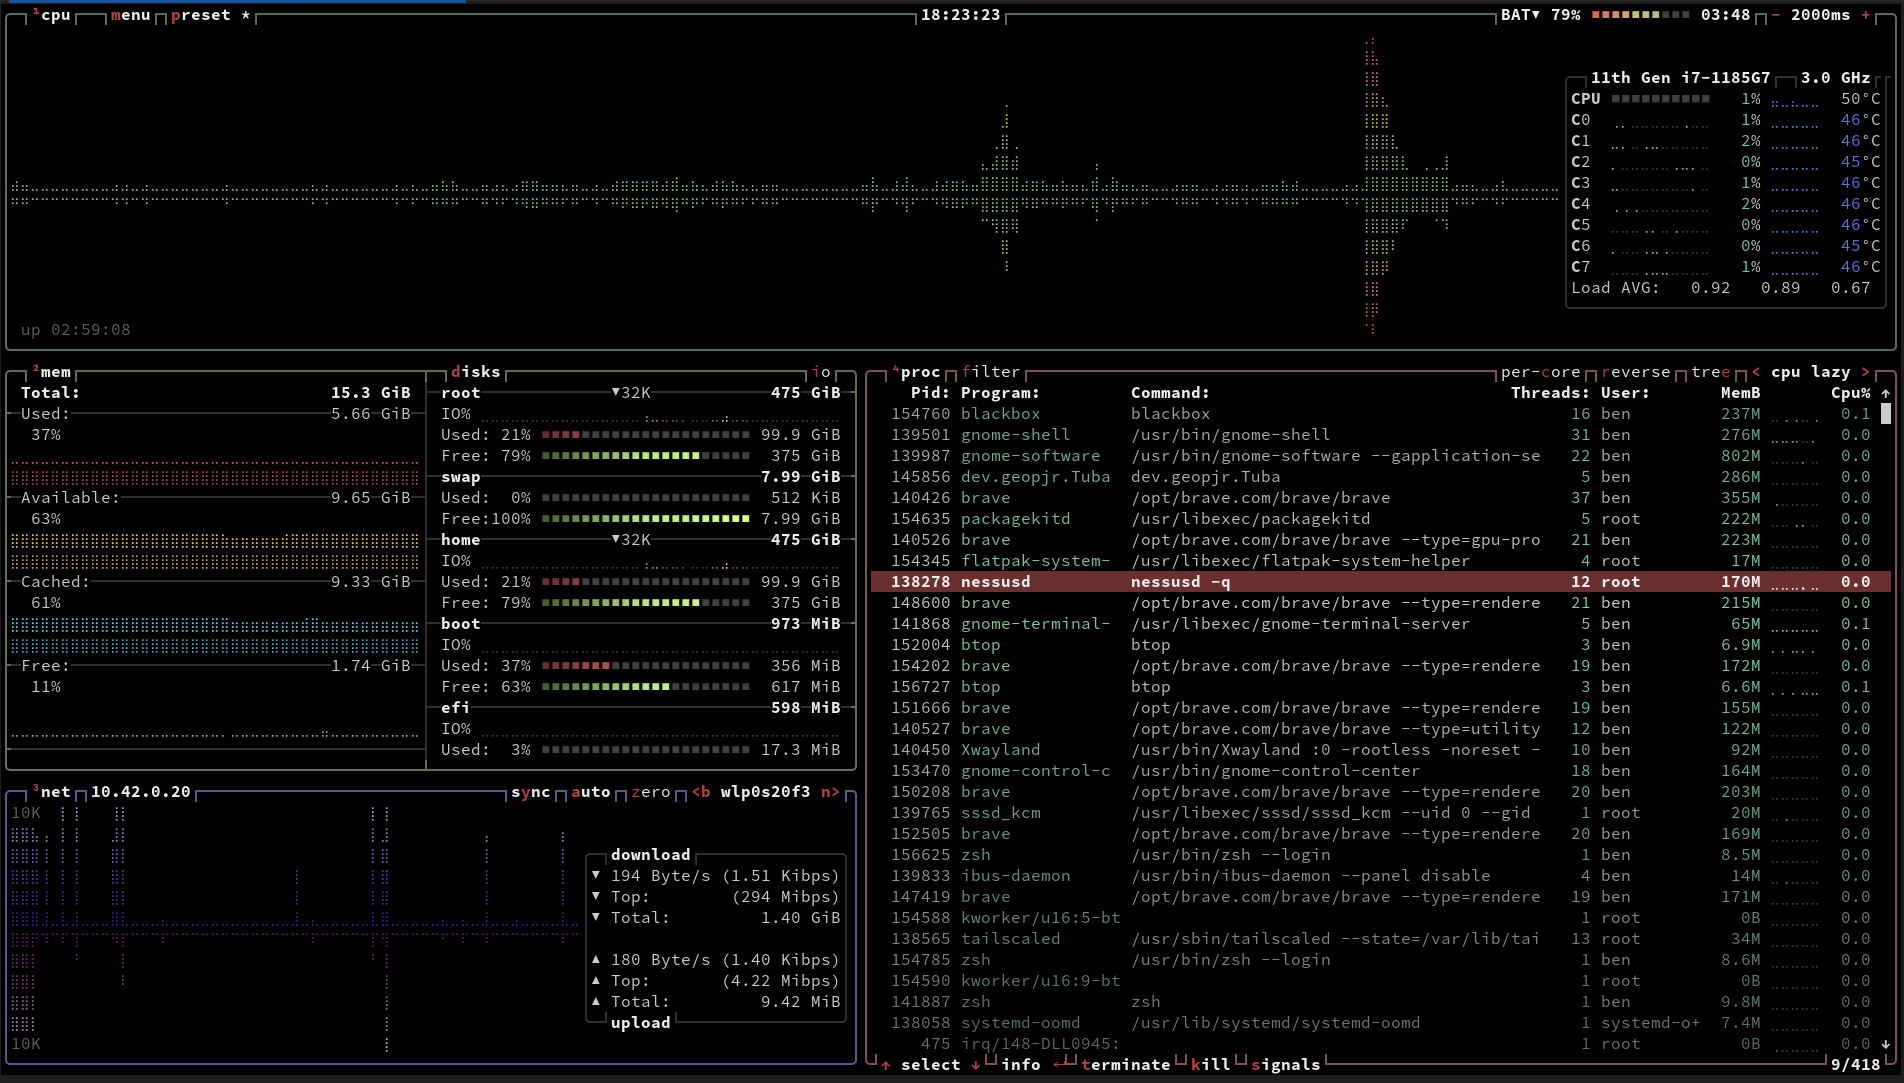 ¹cpu menu preset * 18:23:23 BAT▼ 79% 03:48 - 2000ms +
11th Gen i7-1185G7 3.0 GHz
CPU 1% 50°C
C0 1% 46°C
C1 2% 46°C
C2 0% 45°C
C3 1% 46°C
C4 2% 46°C
C5 0% 46°C
C6 0% 45°C
C7 1% 46°C
Load AVG: 0.92 0.89 0.67
up 02:59:08
²mem
Total: 15.3 GiB
Used: 5.66 GiB
37%
Available: 9.65 GiB
63%
Cached: 9.33 GiB
61%
Free: 1.74 GiB
11%
disks io
root ▼32K 475 GiB
IO%
Used: 21% 99.9 GiB
Free: 79% 375 GiB
swap 7.99 GiB
Used: 0% 512 KiB
Free:100% 7.99 GiB
home ▼32K 475 GiB
IO%
Used: 21% 99.9 GiB
Free: 79% 375 GiB
boot 973 MiB
IO%
Used: 37% 356 MiB
Free: 63% 617 MiB
efi 598 MiB
IO%
Used: 3% 17.3 MiB
³net 10.42.0.20 sync auto zero <b wlp0s20f3 n>
10K
download
▼ 194 Byte/s (1.51 Kibps)
▼ Top: (294 Mibps)
▼ Total: 1.40 GiB
▲ 180 Byte/s (1.40 Kibps)
▲ Top: (4.22 Mibps)
▲ Total: 9.42 MiB
upload
10K
⁴proc filter per-core reverse tree < cpu lazy >
Pid: Program: Command: Threads: User: MemB Cpu% ↑
154760 blackbox blackbox 16 ben 237M 0.1
139501 gnome-shell /usr/bin/gnome-shell 31 ben 276M 0.0
139987 gnome-software /usr/bin/gnome-software --gapplication-se 22 ben 802M 0.0
145856 dev.geopjr.Tuba dev.geopjr.Tuba 5 ben 286M 0.0
140426 brave /opt/brave.com/brave/brave 37 ben 355M 0.0
154635 packagekitd /usr/libexec/packagekitd 5 root 222M 0.0
140526 brave /opt/brave.com/brave/brave --type=gpu-pro 21 ben 223M 0.0
154345 flatpak-system- /usr/libexec/flatpak-system-helper 4 root 17M 0.0
138278 nessusd nessusd -q 12 root 170M 0.0
148600 brave /opt/brave.com/brave/brave --type=rendere 21 ben 215M 0.0
141868 gnome-terminal- /usr/libexec/gnome-terminal-server 5 ben 65M 0.1
152004 btop btop 3 ben 6.9M 0.0
154202 brave /opt/brave.com/brave/brave --type=rendere 19 ben 172M 0.0
156727 btop btop 3 ben 6.6M 0.1
151666 brave /opt/brave.com/brave/brave --type=rendere 19 ben 155M 0.0
140527 brave /opt/brave.com/brave/brave --type=utility 12 ben 122M 0.0
140450 Xwayland /usr/bin/Xwayland :0 -rootless -noreset - 10 ben 92M 0.0
153470 gnome-control-c /usr/bin/gnome-control-center 18 ben 164M 0.0
150208 brave /opt/brave.com/brave/brave --type=rendere 20 ben 203M 0.0
139765 sssd_kcm /usr/libexec/sssd/sssd_kcm --uid 0 --gid 1 root 20M 0.0
152505 brave /opt/brave.com/brave/brave --type=rendere 20 ben 169M 0.0
156625 zsh /usr/bin/zsh --login 1 ben 8.5M 0.0
139833 ibus-daemon /usr/bin/ibus-daemon --panel disable 4 ben 14M 0.0
147419 brave /opt/brave.com/brave/brave --type=rendere 19 ben 171M 0.0
154588 kworker/u16:5-bt 1 root 0B 0.0
138565 tailscaled /usr/sbin/tailscaled --state=/var/lib/tai 13 root 34M 0.0
154785 zsh /usr/bin/zsh --login 1 ben 8.6M 0.0
154590 kworker/u16:9-bt 1 root 0B 0.0
141887 zsh zsh 1 ben 9.8M 0.0
138058 systemd-oomd /usr/lib/systemd/systemd-oomd 1 systemd-o+ 7.4M 0.0
475 irq/148-DLL0945: 1 root 0B 0.0 ↓
↑ select ↓ info ↵ terminate kill signals 9/418